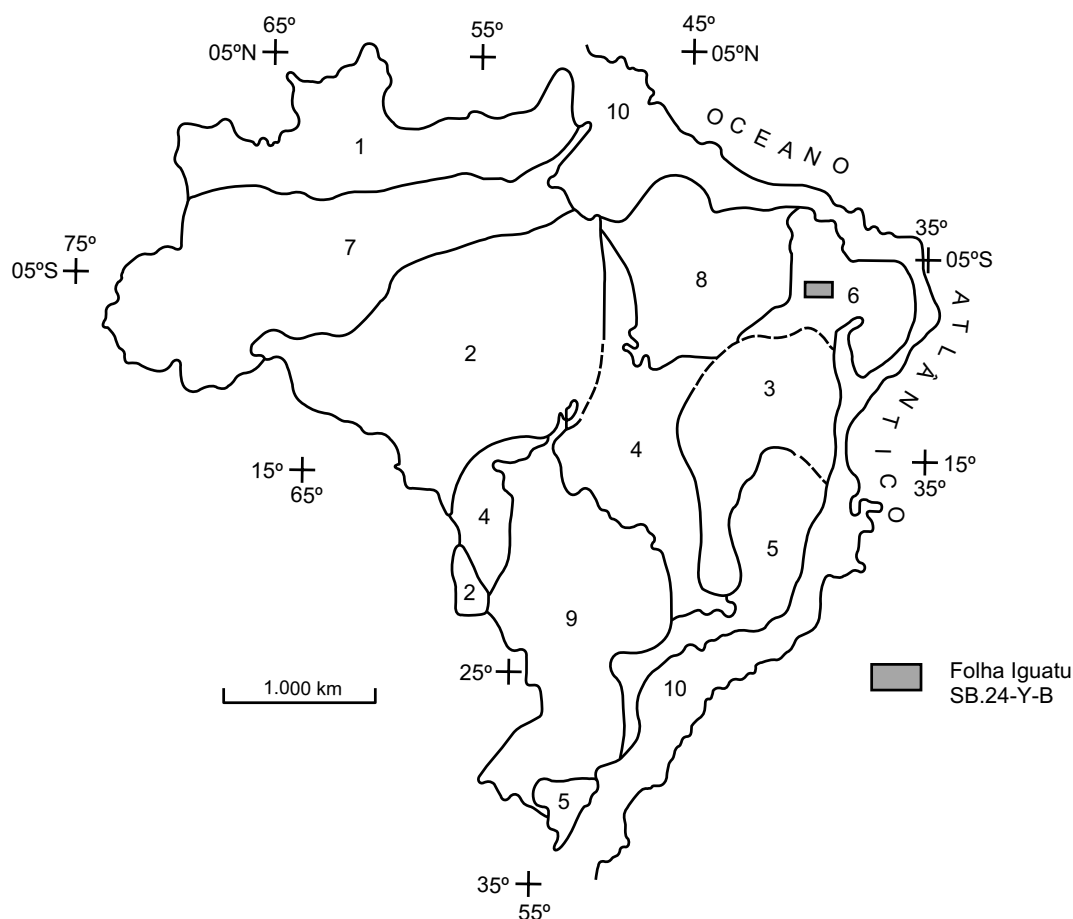 65º
55º
45º
05ºN
05ºN
10
OCEANO
1
35º
75º
7
05ºS
05ºS
8
6
ATLÂNTICO
2
3
4
15º
65º
15º
35º
4
5
2
9
25º
10
1.000 km
Folha Iguatu
SB.24-Y-B
5
35º
55º